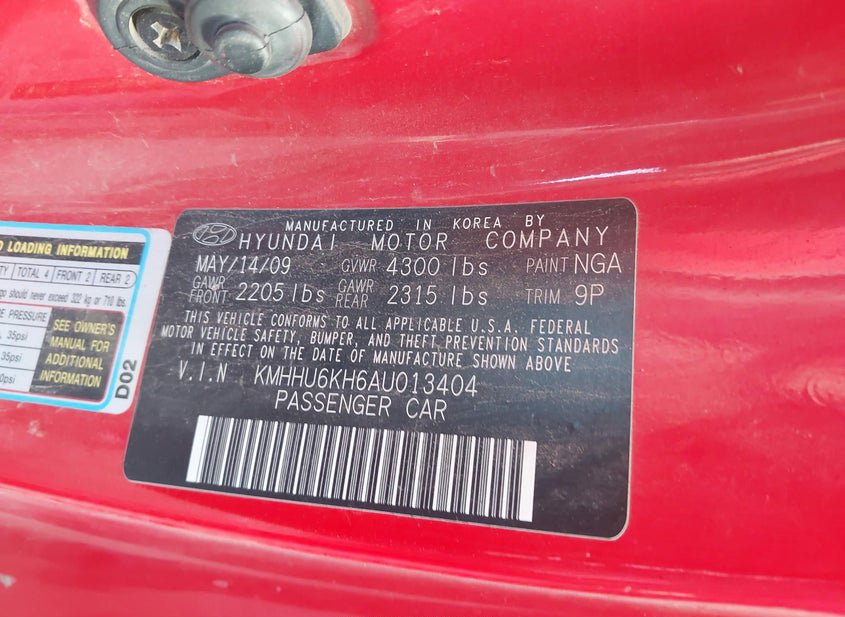 D LOADING INFORMATION
TY TOTAL 4 FRONT 2 REAR 2
should never exceed 322 kg or 710 lbs.
E PRESSURE
35psi
35psi
0psi
SEE OWNER'S
MANUAL FOR
ADDITIONAL
INFORMATION
D02
MANUFACTURED IN KOREA BY
HYUNDAI MOTOR COMPANY
MAY/14/09 GVWR 4300 lbs PAINT NGA
GAWR FRONT 2205 lbs GAWR REAR 2315 lbs TRIM 9P
THIS VEHICLE CONFORMS TO ALL APPLICABLE U.S.A. FEDERAL
MOTOR VEHICLE SAFETY, BUMPER, AND THEFT PREVENTION STANDARDS
IN EFFECT ON THE DATE OF MANUFACTURE SHOWN ABOVE
V.I.N KMHHU6KH6AU013404
PASSENGER CAR